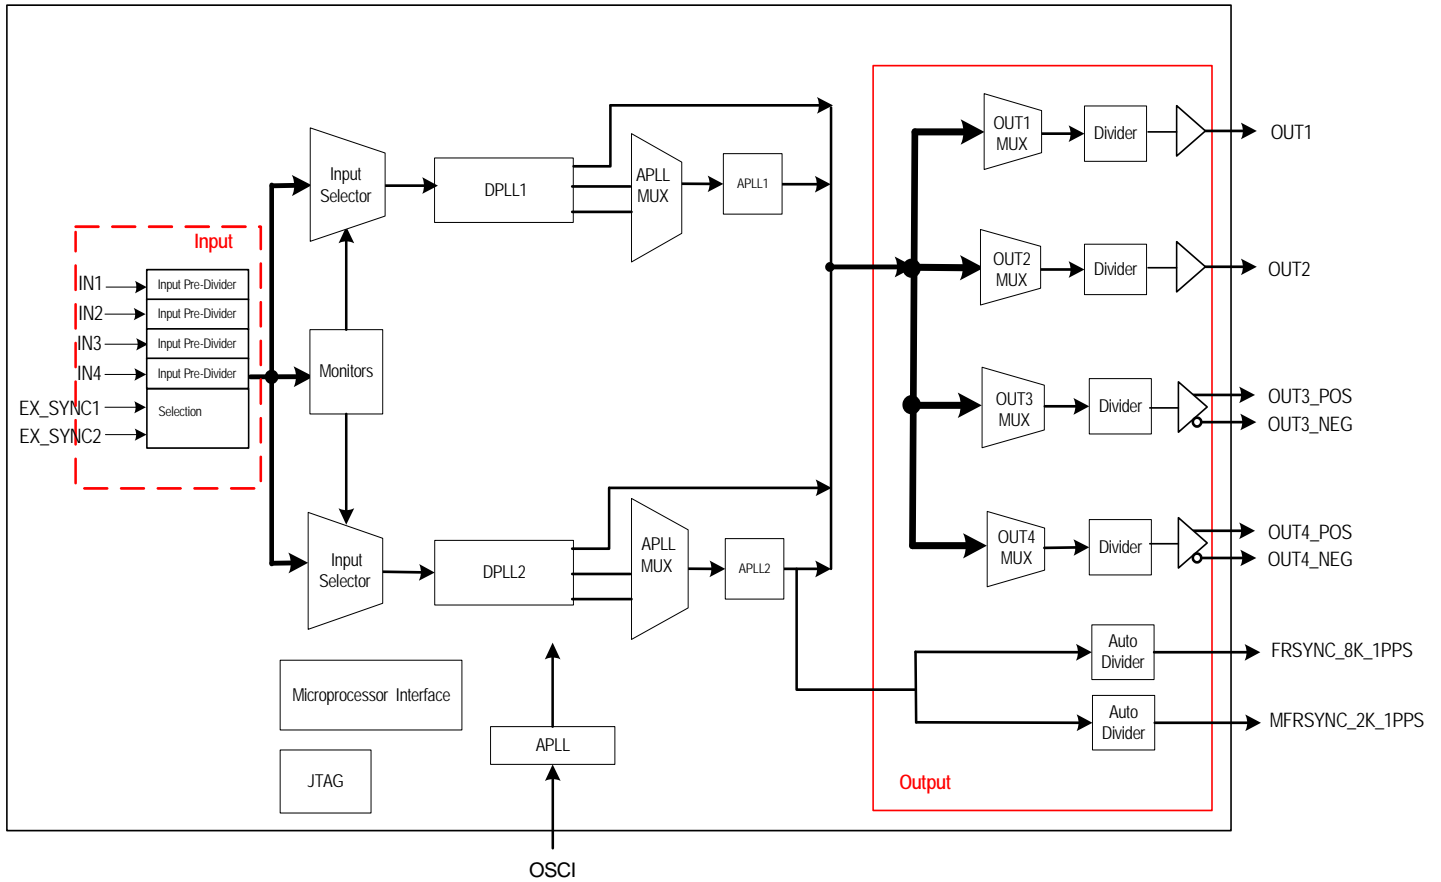 Input
IN1
Input Pre-Divider
IN2
Input Pre-Divider
IN3
Input Pre-Divider
IN4
Input Pre-Divider
EX_SYNC1
EX_SYNC2
Selection
Input
Selector
Monitors
Input
Selector
DPLL1
APLL
MUX
APLL1
DPLL2
APLL
MUX
APLL2
Microprocessor Interface
JTAG
APLL
OSCI
OUT1
MUX
Divider
OUT1
OUT2
MUX
Divider
OUT2
OUT3
MUX
Divider
OUT3_POS
OUT3_NEG
OUT4
MUX
Divider
OUT4_POS
OUT4_NEG
Auto
Divider
FRSYNC_8K_1PPS
Auto
Divider
MFRSYNC_2K_1PPS
Output